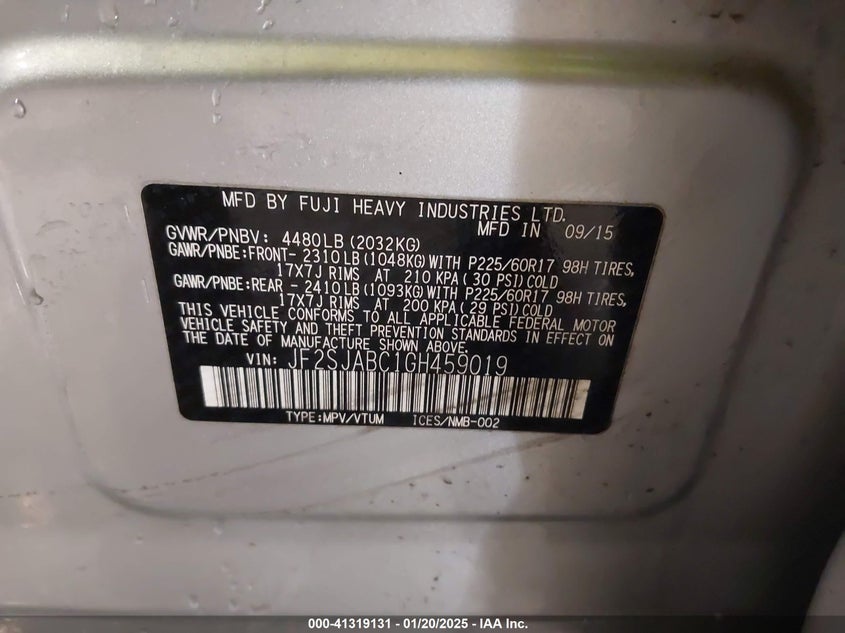 MFD BY FUJI HEAVY INDUSTRIES LTD.
MFD IN 09/15
GVWR/PNBV: 4480LB(2032KG)
GAWR/PNBE:FRONT- 2310LB(1048KG)WITH P225/60R17 98H TIRES,
17X7J RIMS AT 210 KPA(30 PSI)COLD
GAWR/PNBE:REAR - 2410LB(1093KG)WITH P225/60R17 98H TIRES,
17X7J RIMS AT 200 KPA(29 PSI)COLD
THIS VEHICLE CONFORMS TO ALL APPLICABLE FEDERAL MOTOR
VEHICLE SAFETY AND THEFT PREVENTION STANDARDS IN EFFECT ON
THE DATE OF MANUFACTURE SHOWN ABOVE.
VIN: JF2SJABC1GH459019
TYPE:MPV/VTUM ICES/NMB-002
000-41319131 - 01/20/2025 - IAA Inc.